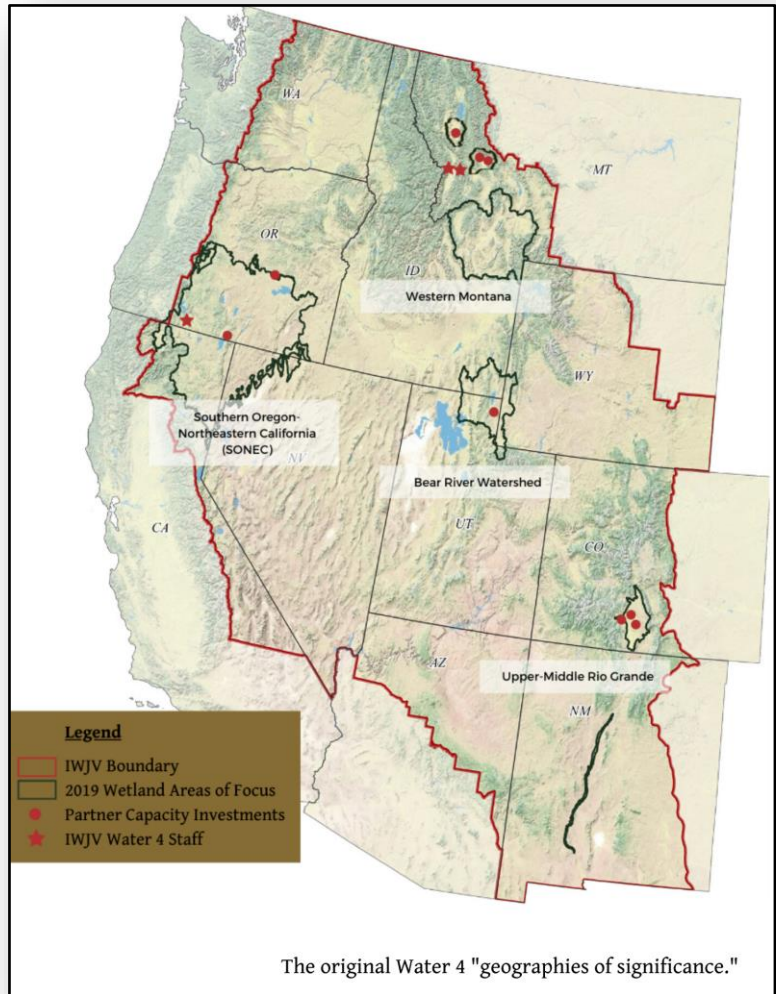 WA
MT
OR
ID
Western Montana
WY
Southern Oregon-
Northeastern California
(SONEC)
NV
Bear River Watershed
CA
UT
CO
AZ
Upper-Middle Rio Grande
NM
Legend
IWJV Boundary
2019 Wetland Areas of Focus
Partner Capacity Investments
IWJV Water 4 Staff
The original Water 4 "geographies of significance."